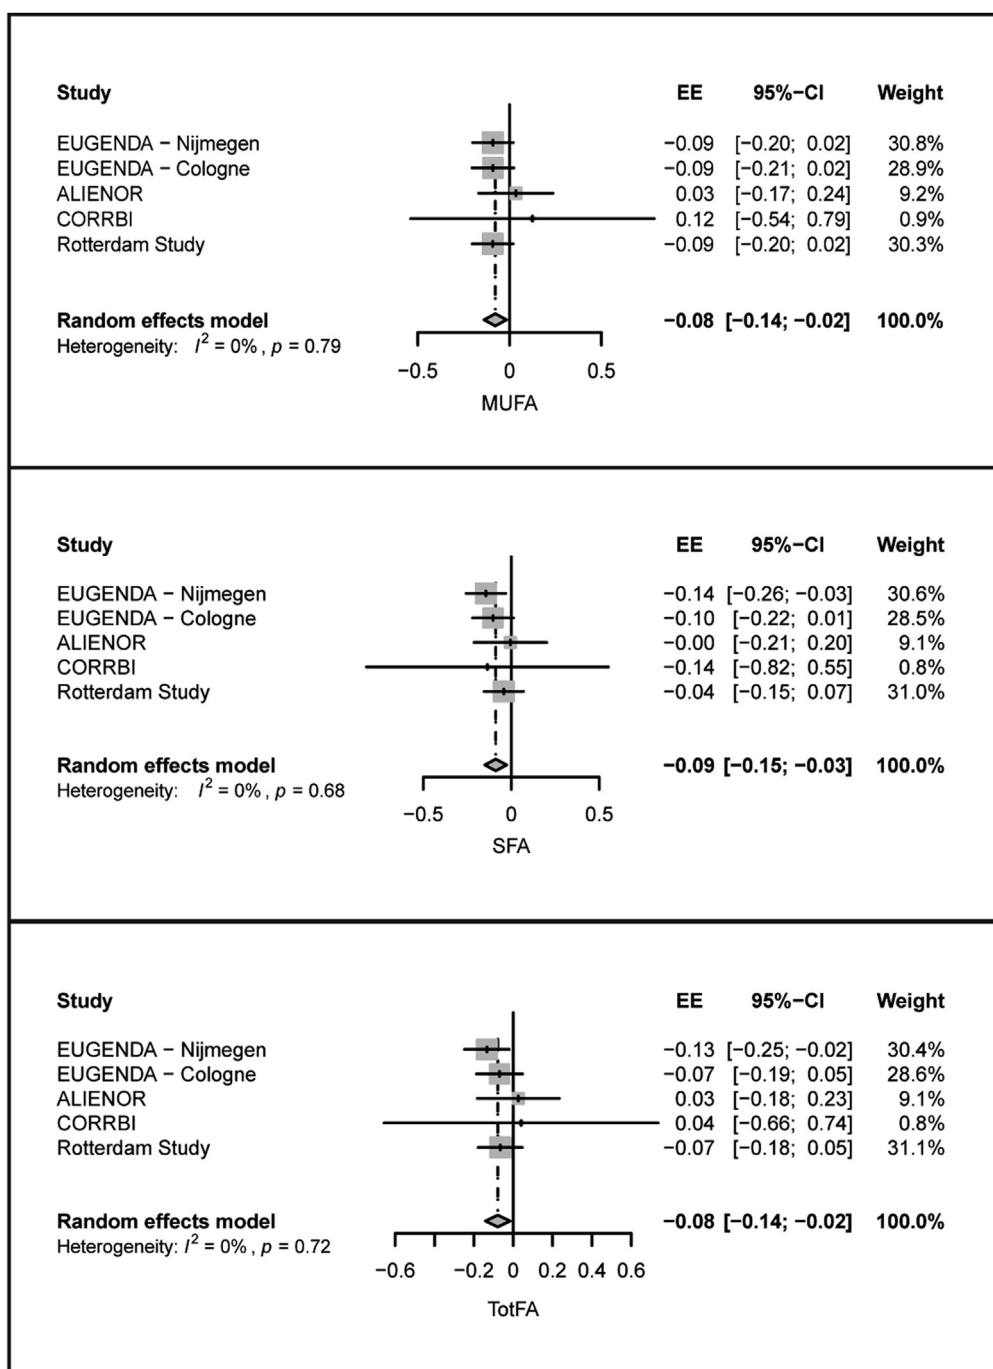 Study EE 95%−CI Weight
EUGENDA − Nijmegen −0.09 [−0.20; 0.02] 30.8%
EUGENDA − Cologne −0.09 [−0.21; 0.02] 28.9%
ALIENOR 0.03 [−0.17; 0.24] 9.2%
CORRBI 0.12 [−0.54; 0.79] 0.9%
Rotterdam Study −0.09 [−0.20; 0.02] 30.3%
Random effects model −0.08 [−0.14; −0.02] 100.0%
Heterogeneity: I² = 0%, p = 0.79
−0.5 0 0.5
MUFA
Study EE 95%−CI Weight
EUGENDA − Nijmegen −0.14 [−0.26; −0.03] 30.6%
EUGENDA − Cologne −0.10 [−0.22; 0.01] 28.5%
ALIENOR −0.00 [−0.21; 0.20] 9.1%
CORRBI −0.14 [−0.82; 0.55] 0.8%
Rotterdam Study −0.04 [−0.15; 0.07] 31.0%
Random effects model −0.09 [−0.15; −0.03] 100.0%
Heterogeneity: I² = 0%, p = 0.68
−0.5 0 0.5
SFA
Study EE 95%−CI Weight
EUGENDA − Nijmegen −0.13 [−0.25; −0.02] 30.4%
EUGENDA − Cologne −0.07 [−0.19; 0.05] 28.6%
ALIENOR 0.03 [−0.18; 0.23] 9.1%
CORRBI 0.04 [−0.66; 0.74] 0.8%
Rotterdam Study −0.07 [−0.18; 0.05] 31.1%
Random effects model −0.08 [−0.14; −0.02] 100.0%
Heterogeneity: I² = 0%, p = 0.72
−0.6 −0.2 0 0.2 0.4 0.6
TotFA